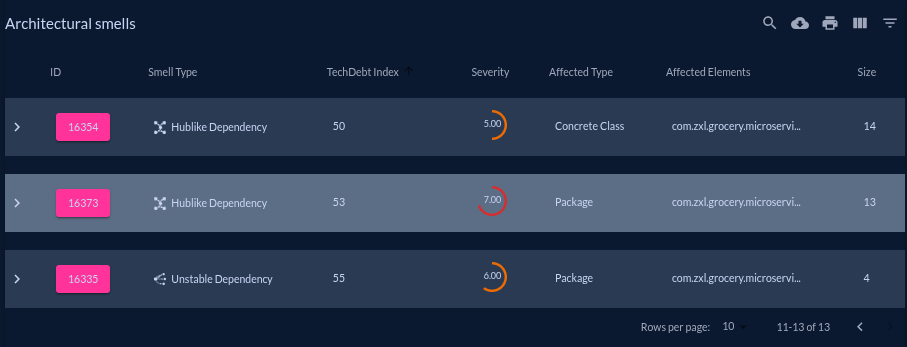 Architectural smells
ID Smell Type TechDebt Index Severity Affected Type Affected Elements Size
16354 Hublike Dependency 50 5.00 Concrete Class com.zxl.grocery.microservi... 14
16373 Hublike Dependency 53 7.00 Package com.zxl.grocery.microservi... 13
16335 Unstable Dependency 55 6.00 Package com.zxl.grocery.microservi... 4
Rows per page: 10 11-13 of 13